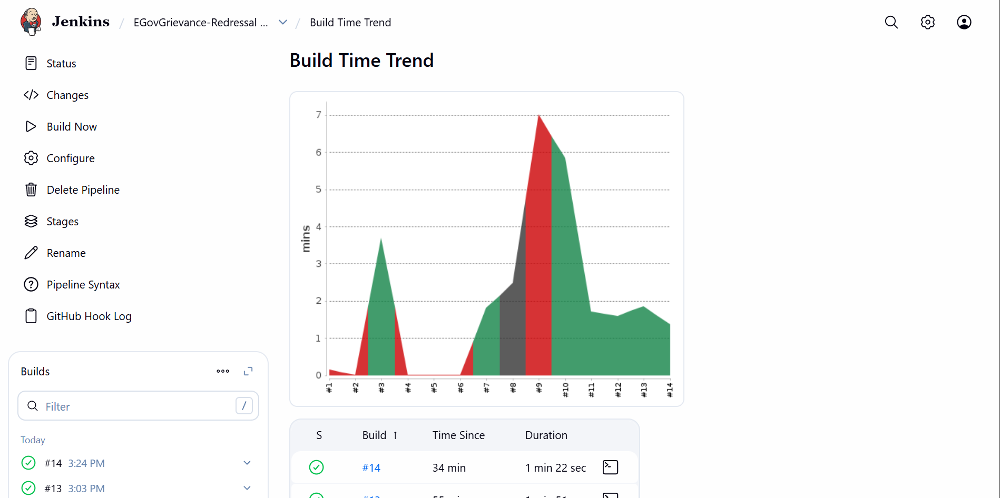 Jenkins / EGovGrievance-Redressal ... / Build Time Trend
Status
Changes
Build Now
Configure
Delete Pipeline
Stages
Rename
Pipeline Syntax
GitHub Hook Log
Builds
Filter /
Today
#14 3:24 PM
#13 3:03 PM
Build Time Trend
mins
7
6
5
4
3
2
1
0
#1 #2 #3 #4 #5 #6 #7 #8 #9 #10 #11 #12 #13 #14
S Build ↑ Time Since Duration
#14 34 min 1 min 22 sec